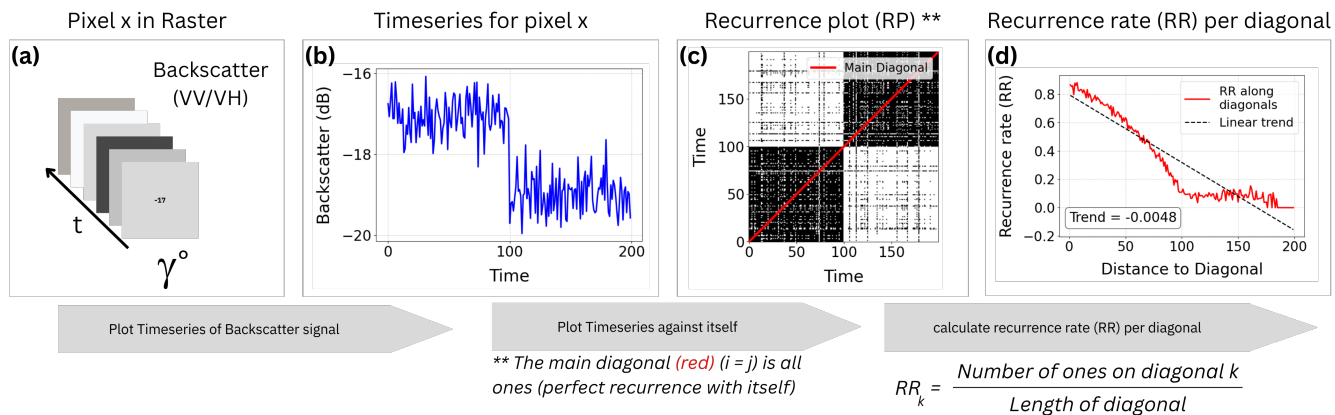 Pixel x in Raster
Timeseries for pixel x
Recurrence plot (RP) **
Recurrence rate (RR) per diagonal
(a)
Backscatter
(VV/VH)
-17
t
γ°
(b)
Backscatter (dB)
−16
−18
−20
0
200
Time
(c)
Main Diagonal
Time
150
100
50
0
0
50
100
150
Time
(d)
Recurrence rate (RR)
0.8
0.6
0.4
0.2
0.0
−0.2
RR along
diagonals
Linear trend
Trend = -0.0048
0
50
100
150
200
Distance to Diagonal
Plot Timeseries of Backscatter signal
Plot Timeseries against itself
calculate recurrence rate (RR) per diagonal
** The main diagonal (red) (i = j) is all
ones (perfect recurrence with itself)
RRk = Number of ones on diagonal k
Length of diagonal